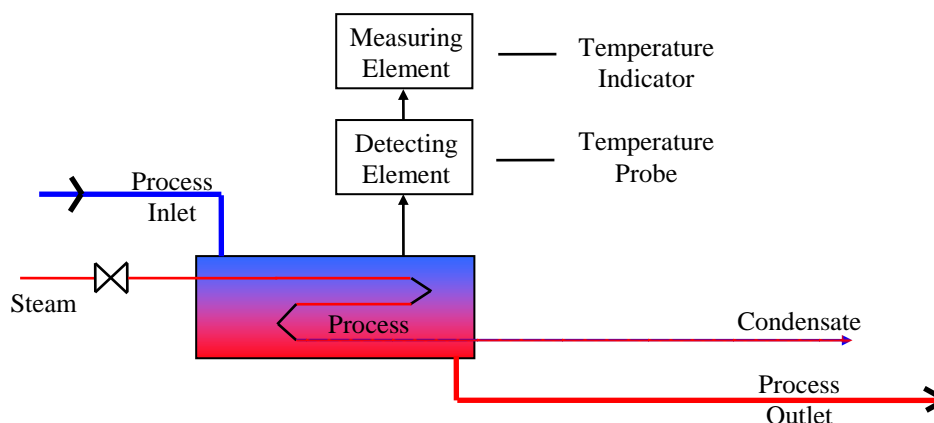 Measuring
Element
Temperature
Indicator
Detecting
Element
Temperature
Probe
Process
Inlet
Steam
Process
Condensate
Process
Outlet